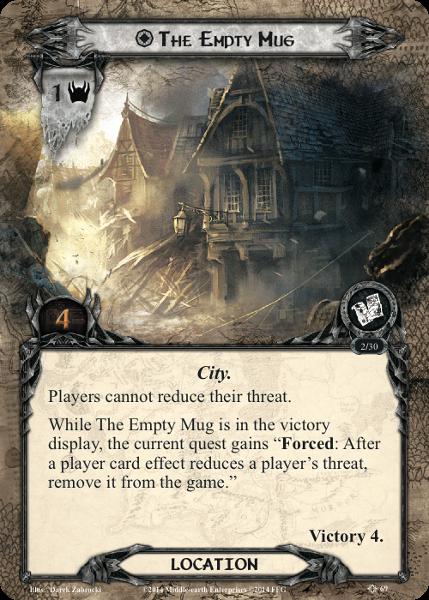 The Empty Mug
1
4
2/30
City.
Players cannot reduce their threat.
While The Empty Mug is in the victory
display, the current quest gains “Forced: After
a player card effect reduces a player’s threat,
remove it from the game.”
Victory 4.
LOCATION
Illus. Darek Zabrocki ©2014 Middle-earth Enterprises ©2014 FFG 67